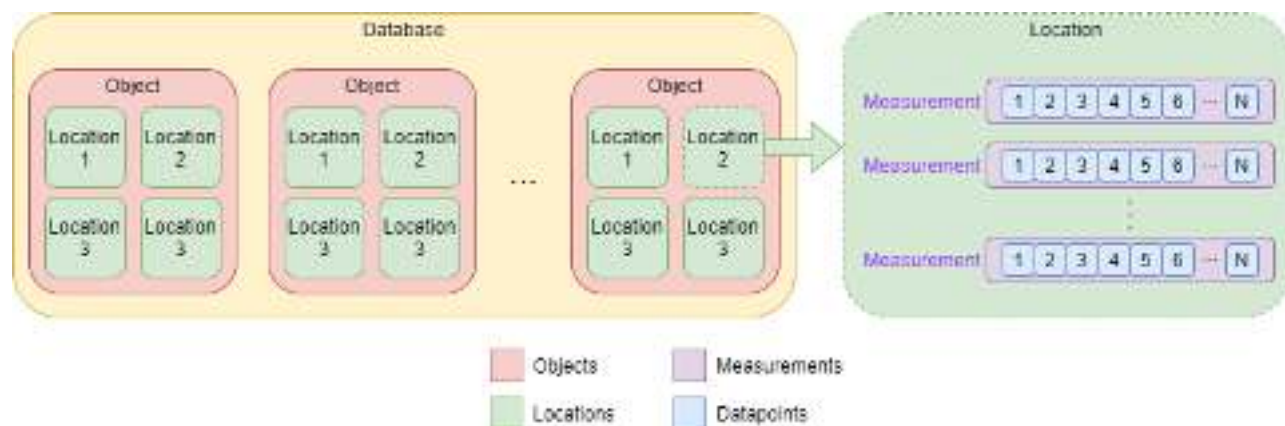 Database
Location
Object
Object
Object
Location
1
Location
2
Location
3
Location
3
Location
1
Location
2
Location
3
Location
3
...
Location
1
Location
2
Location
3
Location
3
Measurement 1 2 3 4 5 6 ... N
Measurement 1 2 3 4 5 6 ... N
Measurement 1 2 3 4 5 6 ... N
Objects
Measurements
Locations
Datapoints